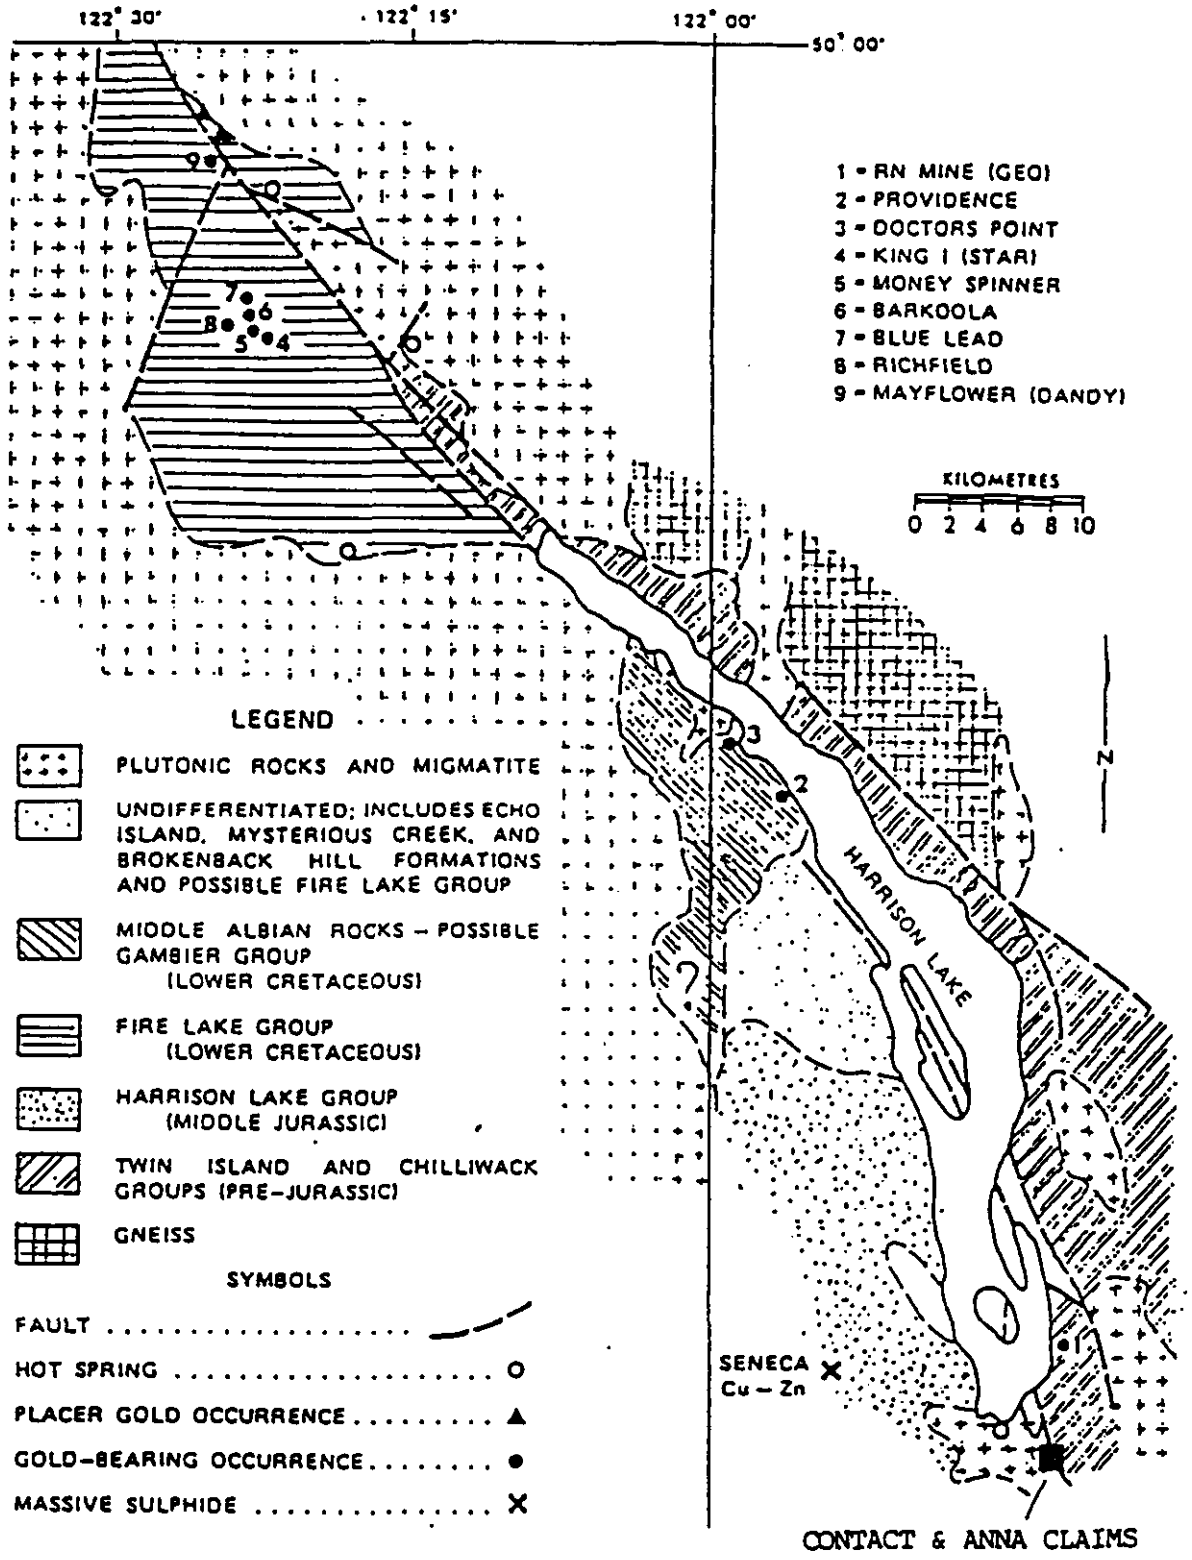 122° 30'
122° 15'
122° 00'
50° 00'
1 - RN MINE (GEO)
2 - PROVIDENCE
3 - DOCTORS POINT
4 - KING I (STAR)
5 - MONEY SPINNER
6 - BARKOOLA
7 - BLUE LEAD
8 - RICHFIELD
9 - MAYFLOWER (DANDY)
9
7
6
8
5
4
KILOMETRES
0 2 4 6 8 10
N
3
2
HARRISON LAKE
?
1
LEGEND
PLUTONIC ROCKS AND MIGMATITE
UNDIFFERENTIATED; INCLUDES ECHO
ISLAND, MYSTERIOUS CREEK, AND
BROKENBACK HILL FORMATIONS
AND POSSIBLE FIRE LAKE GROUP
MIDDLE ALBIAN ROCKS – POSSIBLE
GAMBIER GROUP
(LOWER CRETACEOUS)
FIRE LAKE GROUP
(LOWER CRETACEOUS)
HARRISON LAKE GROUP
(MIDDLE JURASSIC)
TWIN ISLAND AND CHILLIWACK
GROUPS (PRE-JURASSIC)
GNEISS
SYMBOLS
FAULT
HOT SPRING
PLACER GOLD OCCURRENCE
GOLD-BEARING OCCURRENCE
MASSIVE SULPHIDE
SENECA
Cu – Zn
CONTACT & ANNA CLAIMS